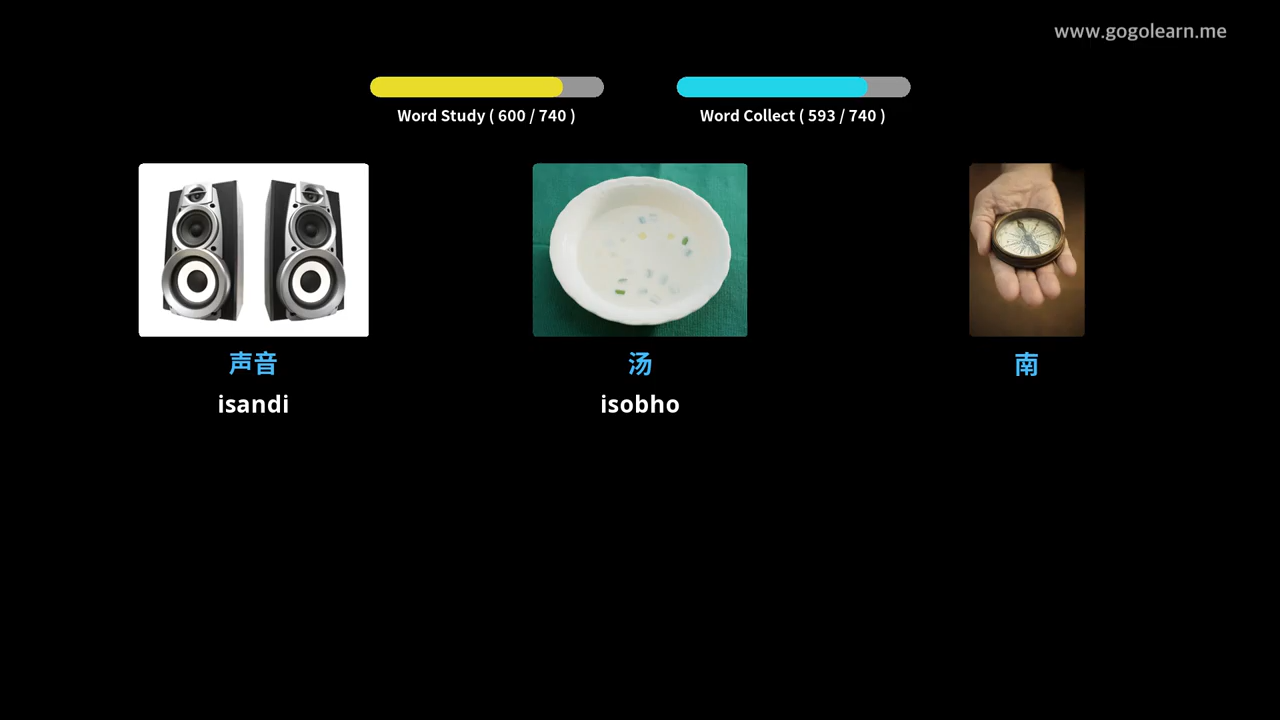 www.gogolearn.me
Word Study ( 600 / 740 )
Word Collect ( 593 / 740 )
声音
汤
南
isandi
isobho